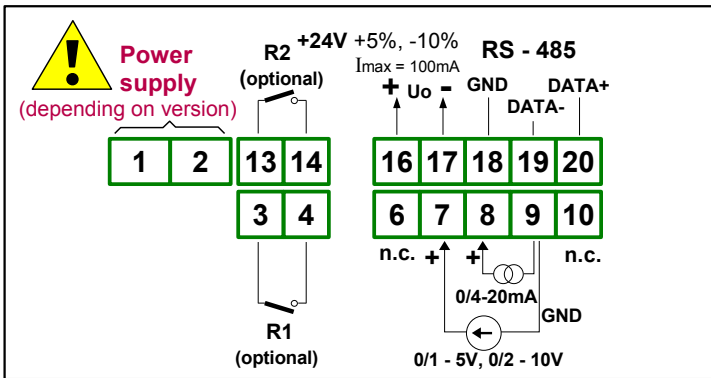 !
Power
supply
(depending on version)
R2
(optional)
+24V +5%, -10%
Imax = 100mA
+ Uo -
RS - 485
GND
DATA-
DATA+
1 2 13 14 16 17 18 19 20
3 4 6 7 8 9 10
n.c. + + n.c.
0/4-20mA
GND
R1
(optional)
0/1 - 5V, 0/2 - 10V